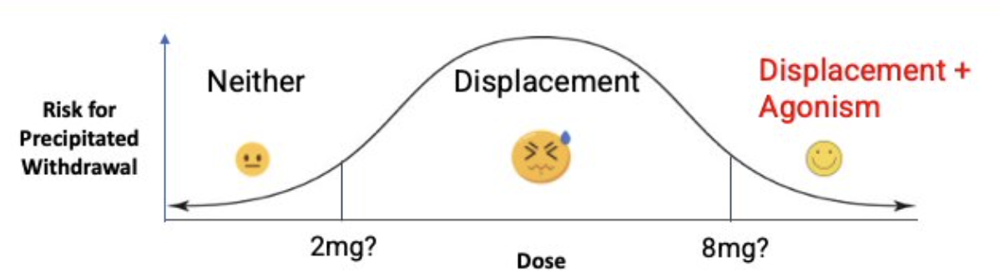 Neither
Displacement
Displacement +
Agonism
Risk for
Precipitated
Withdrawal
2mg?
8mg?
Dose